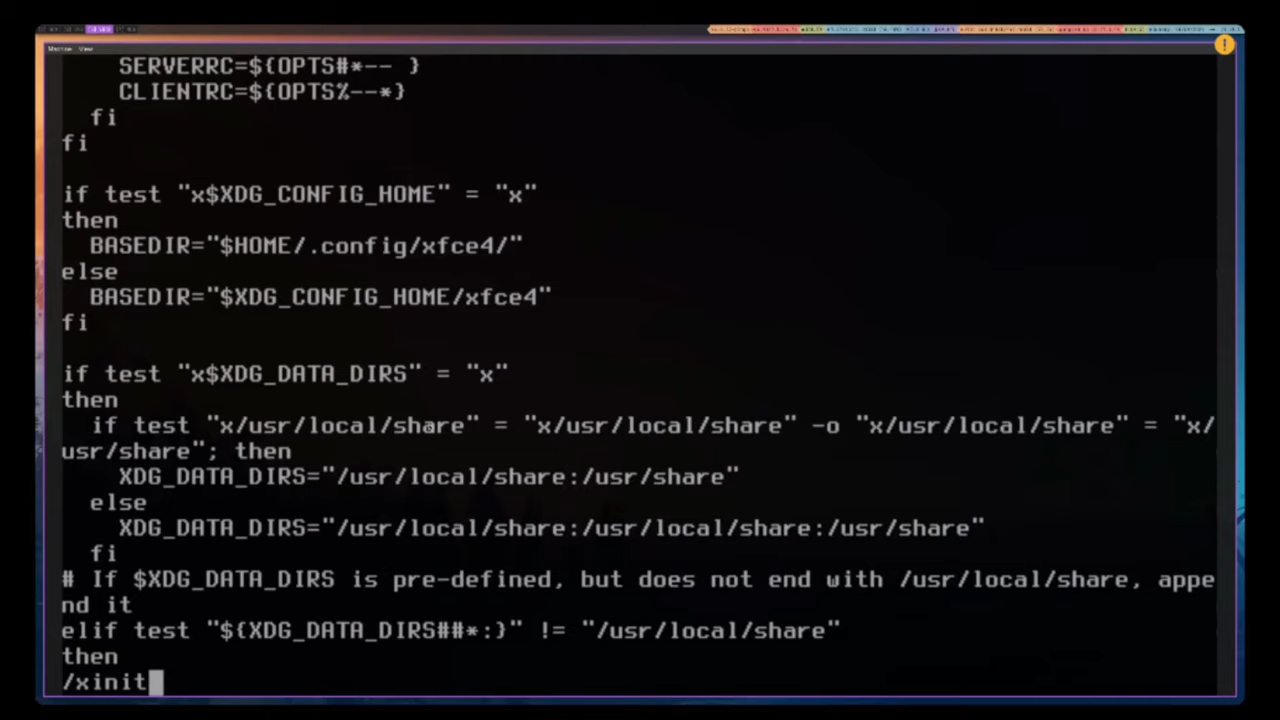 Machine View
!
SERVERRC=${OPTS#*-- }
CLIENTRC=${OPTS%--*}
fi
fi
if test "x$XDG_CONFIG_HOME" = "x"
then
BASEDIR="$HOME/.config/xfce4/"
else
BASEDIR="$XDG_CONFIG_HOME/xfce4"
fi
if test "x$XDG_DATA_DIRS" = "x"
then
if test "x/usr/local/share" = "x/usr/local/share" -o "x/usr/local/share" = "x/
usr/share"; then
XDG_DATA_DIRS="/usr/local/share:/usr/share"
else
XDG_DATA_DIRS="/usr/local/share:/usr/local/share:/usr/share"
fi
# If $XDG_DATA_DIRS is pre-defined, but does not end with /usr/local/share, appe
nd it
elif test "${XDG_DATA_DIRS##*:}" != "/usr/local/share"
then
/xinit